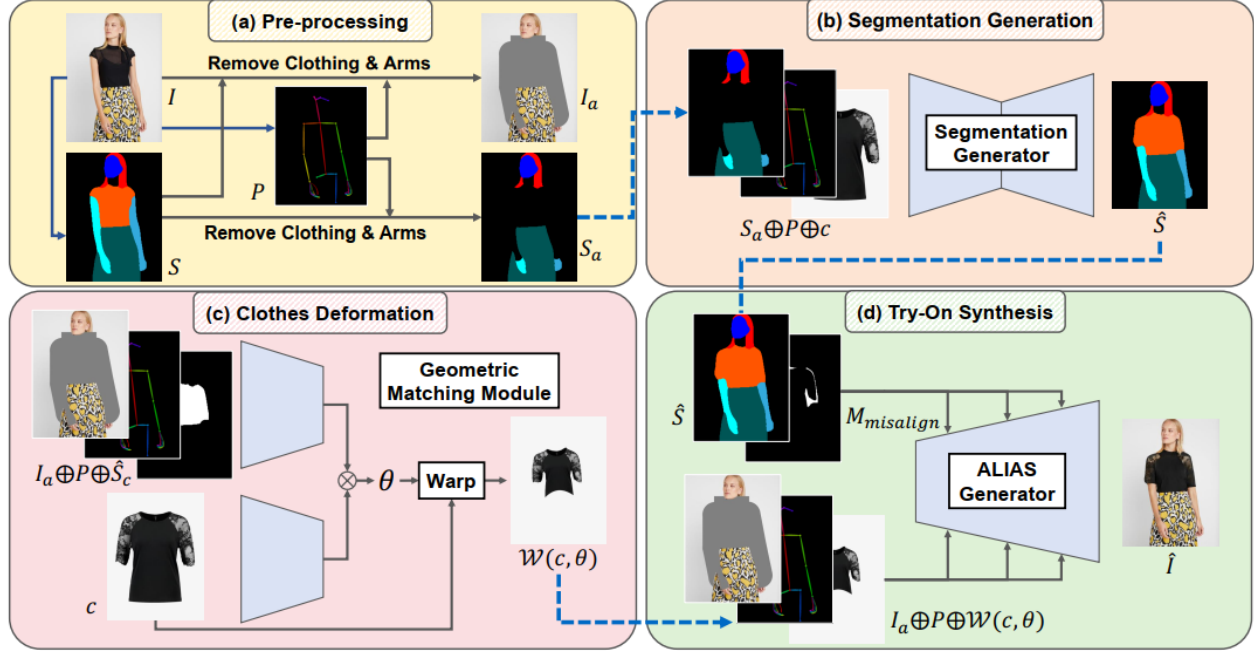 (a) Pre-processing
Remove Clothing & Arms
I
I_a
P
S
Remove Clothing & Arms
S_a
(b) Segmentation Generation
Segmentation
Generator
S_a⊕P⊕c
Ŝ
(c) Clothes Deformation
Geometric
Matching Module
I_a⊕P⊕Ŝ_c
θ
Warp
c
𝒲(c, θ)
(d) Try-On Synthesis
Ŝ
M_misalign
ALIAS
Generator
Î
I_a⊕P⊕𝒲(c, θ)